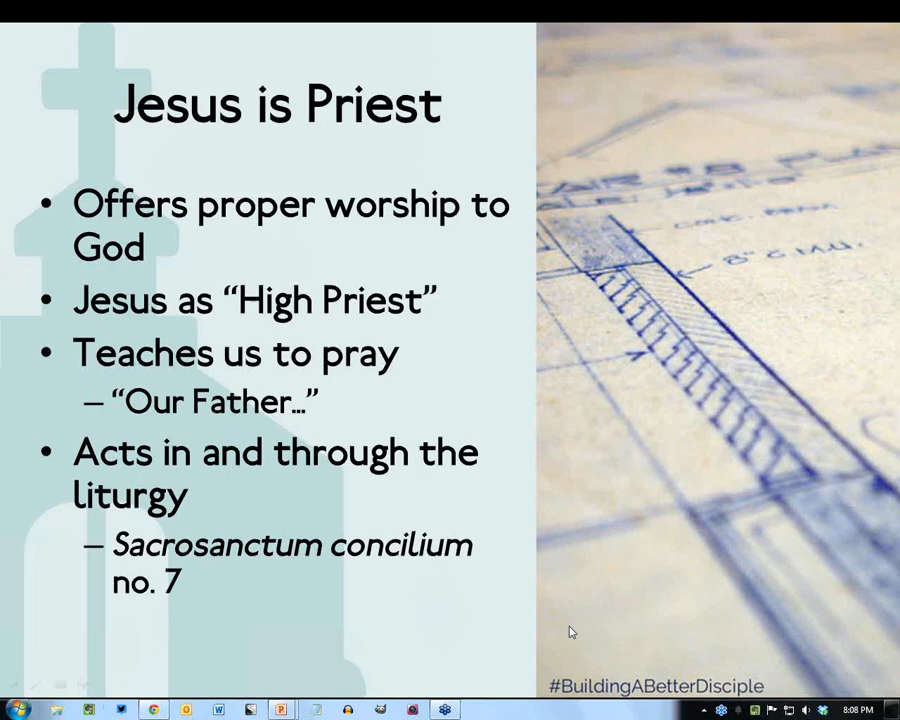 Jesus is Priest
• Offers proper worship to
God
• Jesus as “High Priest”
• Teaches us to pray
– “Our Father...”
• Acts in and through the
liturgy
– Sacrosanctum concilium
no. 7
8" C.M.U.
#BuildingABetterDisciple
8:08 PM